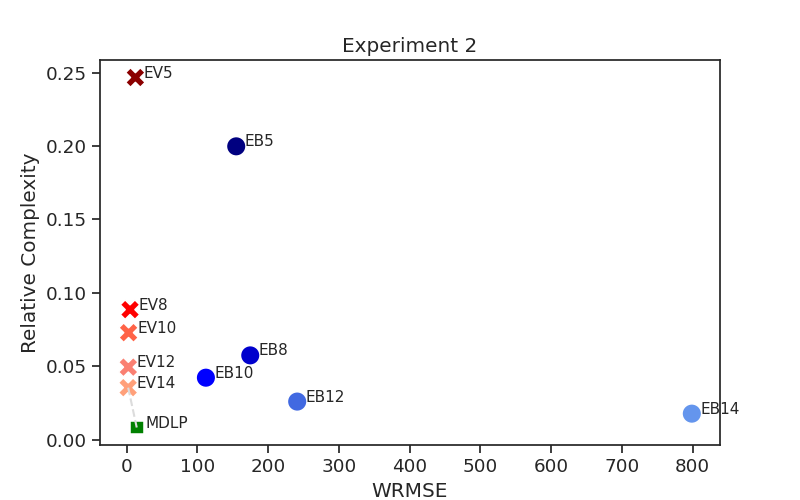 Experiment 2
Relative Complexity
0.25
0.20
0.15
0.10
0.05
0.00
EV5
EB5
EV8
EV10
EB8
EV12
EB10
EV14
EB12
EB14
MDLP
0 100 200 300 400 500 600 700 800
WRMSE